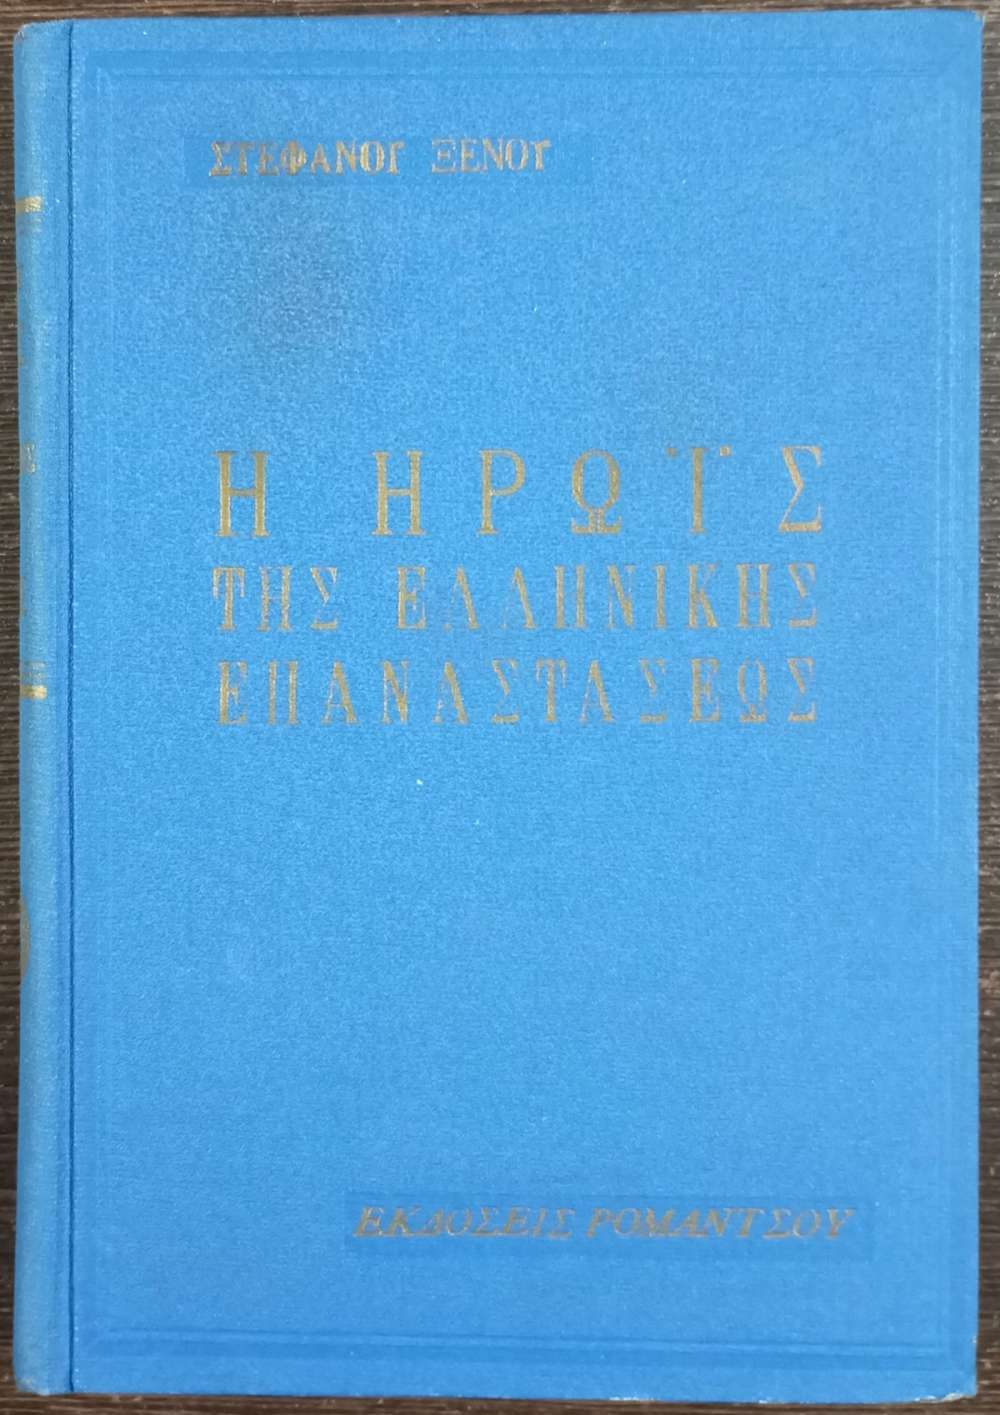 ΣΤΕΦΑΝΟΥ ΞΕΝΟΥ
Η ΗΡΩΪΣ
ΤΗΣ ΕΛΛΗΝΙΚΗΣ
ΕΠΑΝΑΣΤΑΣΕΩΣ
ΕΚΔΟΣΕΙΣ ΡΟΜΑΝΤΣΟΥ